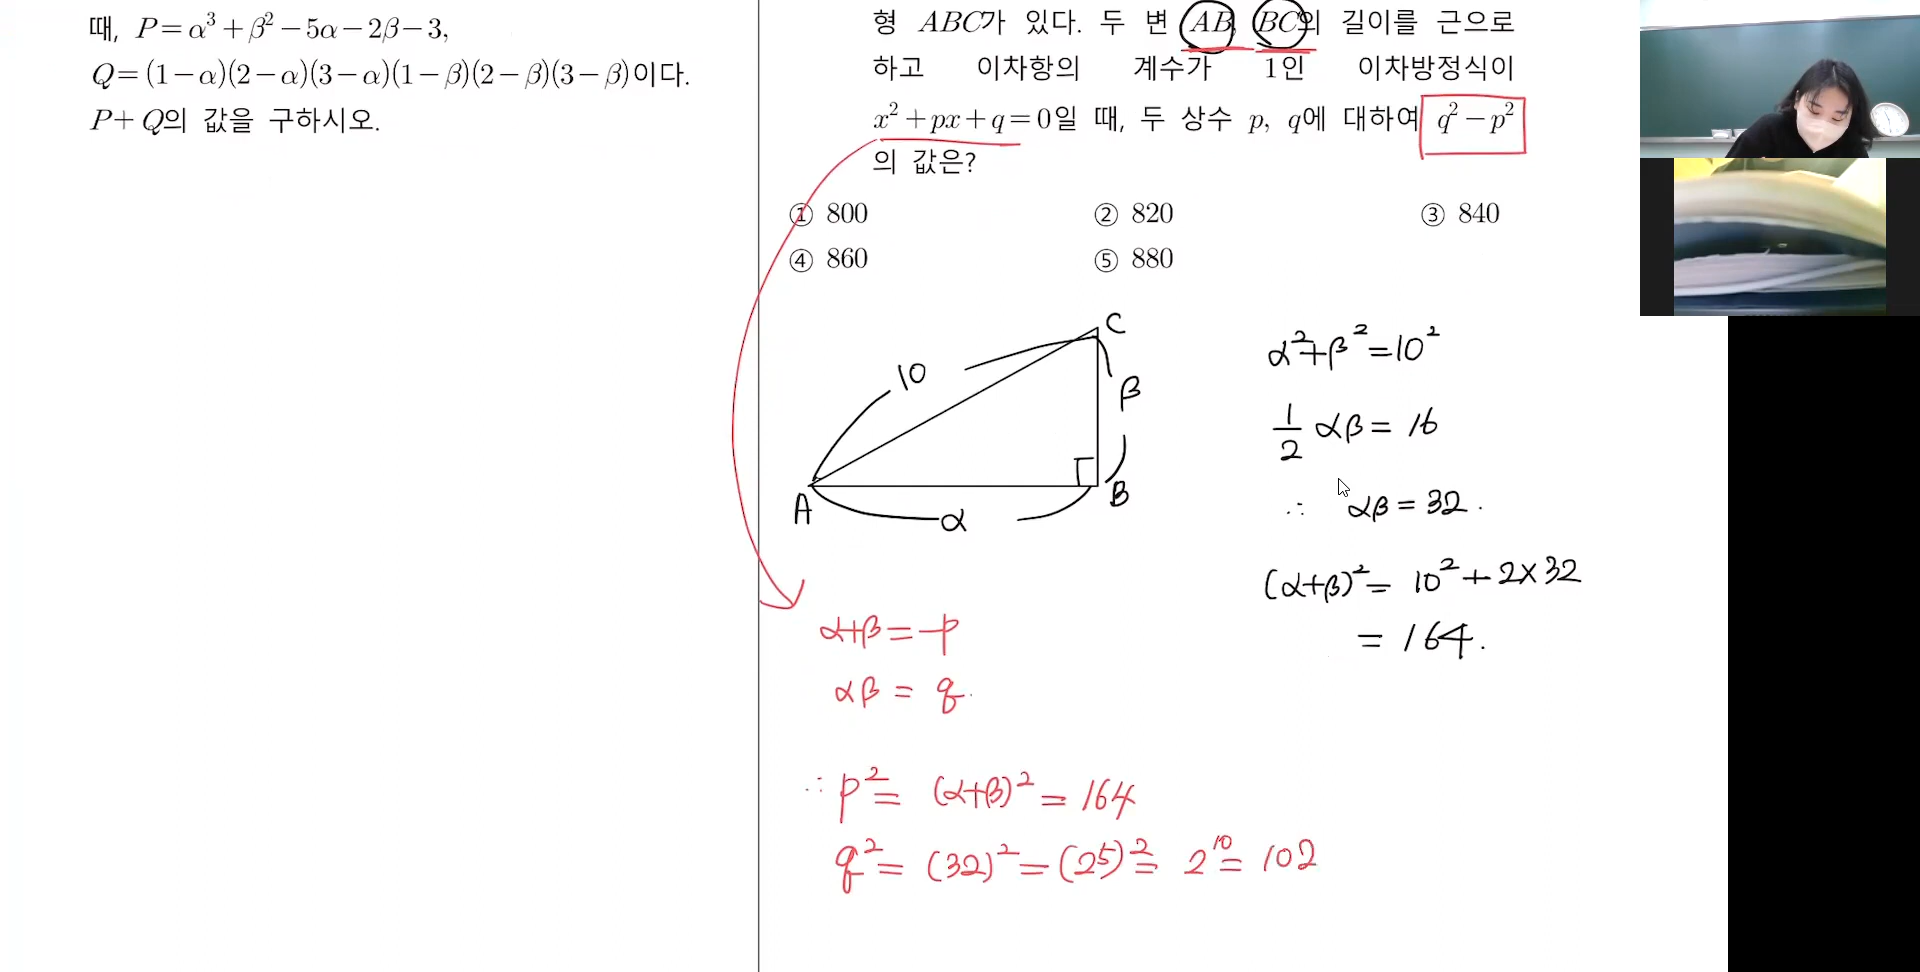 때, P=α³+β²−5α−2β−3,
Q=(1−α)(2−α)(3−α)(1−β)(2−β)(3−β)이다.
P+Q의 값을 구하시오.
형 ABC가 있다. 두 변 AB, BC의 길이를 근으로
하고 이차항의 계수가 1인 이차방정식이
x²+px+q=0일 때, 두 상수 p, q에 대하여 q²−p²
의 값은?
① 800 ② 820 ③ 840
④ 860 ⑤ 880
C
10
β
A
α
B
α²+β²=10²
1/2 αβ = 16
∴ αβ = 32.
(α+β)² = 10²+2×32
= 164.
α+β = −p
αβ = q.
∴ p² = (α+β)² = 164
q² = (32)² = (2⁵)² = 2¹⁰ = 102